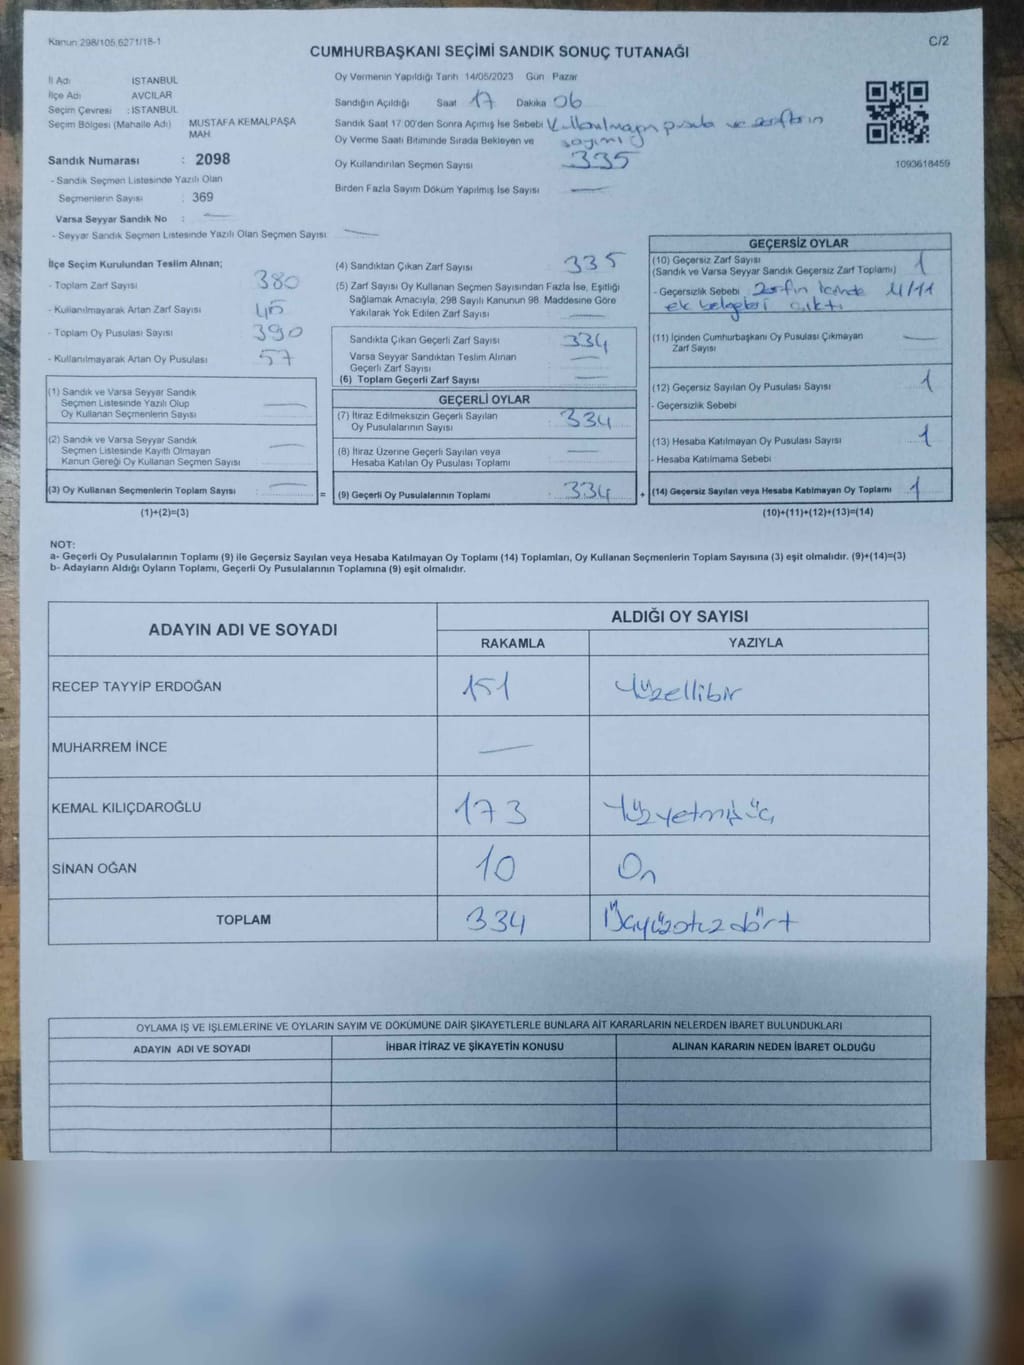 Kanun 298/105,6271/18-1
C/2
CUMHURBAŞKANI SEÇİMİ SANDIK SONUÇ TUTANAĞI
İl Adı : İSTANBUL
İlçe Adı : AVCILAR
Seçim Çevresi : İSTANBUL
Seçim Bölgesi (Mahalle Adı) : MUSTAFA KEMALPAŞA MAH.
Sandık Numarası : 2098
- Sandık Seçmen Listesinde Yazılı Olan
Seçmenlerin Sayısı : 369
Varsa Seyyar Sandık No : —
- Seyyar Sandık Seçmen Listesinde Yazılı Olan Seçmen Sayısı: —
Oy Vermenin Yapıldığı Tarih 14/05/2023 Gün Pazar
Sandığın Açıldığı Saat 17 Dakika 06
Sandık Saat 17:00'den Sonra Açılmış İse Sebebi Kullanılmayan pusula ve zarfların
Oy Verme Saati Bitiminde Sırada Bekleyen ve sayımı
Oy Kullandırılan Seçmen Sayısı 335
Birden Fazla Sayım Döküm Yapılmış İse Sayısı —
1093618459
İlçe Seçim Kurulundan Teslim Alınan;
- Toplam Zarf Sayısı 380
- Kullanılmayarak Artan Zarf Sayısı 45
- Toplam Oy Pusulası Sayısı 390
- Kullanılmayarak Artan Oy Pusulası 57
(1) Sandık ve Varsa Seyyar Sandık
Seçmen Listesinde Yazılı Olup
Oy Kullanan Seçmenlerin Sayısı —
(2) Sandık ve Varsa Seyyar Sandık
Seçmen Listesinde Kayıtlı Olmayan
Kanun Gereği Oy Kullanan Seçmen Sayısı —
(3) Oy Kullanan Seçmenlerin Toplam Sayısı —
(1)+(2)=(3)
(4) Sandıktan Çıkan Zarf Sayısı 335
(5) Zarf Sayısı Oy Kullanan Seçmen Sayısından Fazla İse, Eşitliği
Sağlamak Amacıyla, 298 Sayılı Kanunun 98. Maddesine Göre
Yakılarak Yok Edilen Zarf Sayısı —
Sandıkta Çıkan Geçerli Zarf Sayısı 334
Varsa Seyyar Sandıktan Teslim Alınan
Geçerli Zarf Sayısı —
(6) Toplam Geçerli Zarf Sayısı —
GEÇERLİ OYLAR
(7) İtiraz Edilmeksizin Geçerli Sayılan
Oy Pusulalarının Sayısı 334
(8) İtiraz Üzerine Geçerli Sayılan veya
Hesaba Katılan Oy Pusulası Toplamı —
= (9) Geçerli Oy Pusulalarının Toplamı 334 +
GEÇERSİZ OYLAR
(10) Geçersiz Zarf Sayısı
(Sandık ve Varsa Seyyar Sandık Geçersiz Zarf Toplamı) 1
- Geçersizlik Sebebi Zarfın İçinde
ek belgeleri çıktı
(11) İçinden Cumhurbaşkanı Oy Pusulası Çıkmayan
Zarf Sayısı —
(12) Geçersiz Sayılan Oy Pusulası Sayısı 1
- Geçersizlik Sebebi
(13) Hesaba Katılmayan Oy Pusulası Sayısı 1
- Hesaba Katılmama Sebebi
(14) Geçersiz Sayılan veya Hesaba Katılmayan Oy Toplamı 1
(10)+(11)+(12)+(13)=(14)
NOT:
a- Geçerli Oy Pusulalarının Toplamı (9) ile Geçersiz Sayılan veya Hesaba Katılmayan Oy Toplamı (14) Toplamları, Oy Kullanan Seçmenlerin Toplam Sayısına (3) eşit olmalıdır. (9)+(14)=(3)
b- Adayların Aldığı Oyların Toplamı, Geçerli Oy Pusulalarının Toplamına (9) eşit olmalıdır.
ADAYIN ADI VE SOYADI
ALDIĞI OY SAYISI
RAKAMLA YAZIYLA
RECEP TAYYİP ERDOĞAN 151 Yüzellibir
MUHARREM İNCE —
KEMAL KILIÇDAROĞLU 173 Yüzyetmişüç
SİNAN OĞAN 10 On
TOPLAM 334 Üçyüzotuzdört
OYLAMA İŞ VE İŞLEMLERİNE VE OYLARIN SAYIM VE DÖKÜMÜNE DAİR ŞİKAYETLERLE BUNLARA AİT KARARLARIN NELERDEN İBARET BULUNDUKLARI
ADAYIN ADI VE SOYADI İHBAR İTİRAZ VE ŞİKAYETİN KONUSU ALINAN KARARIN NEDEN İBARET OLDUĞU